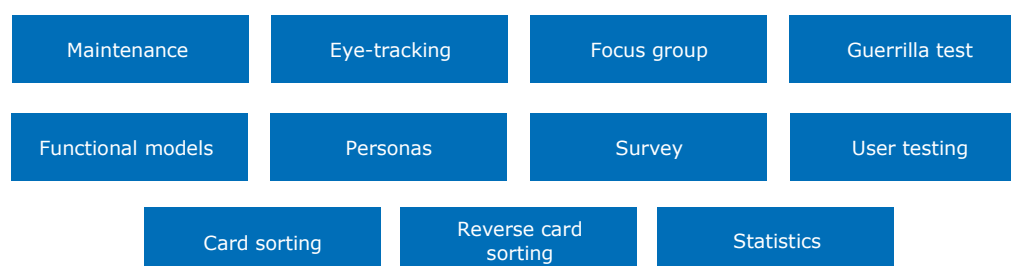 Maintenance
Eye-tracking
Focus group
Guerrilla test
Functional models
Personas
Survey
User testing
Card sorting
Reverse card
sorting
Statistics